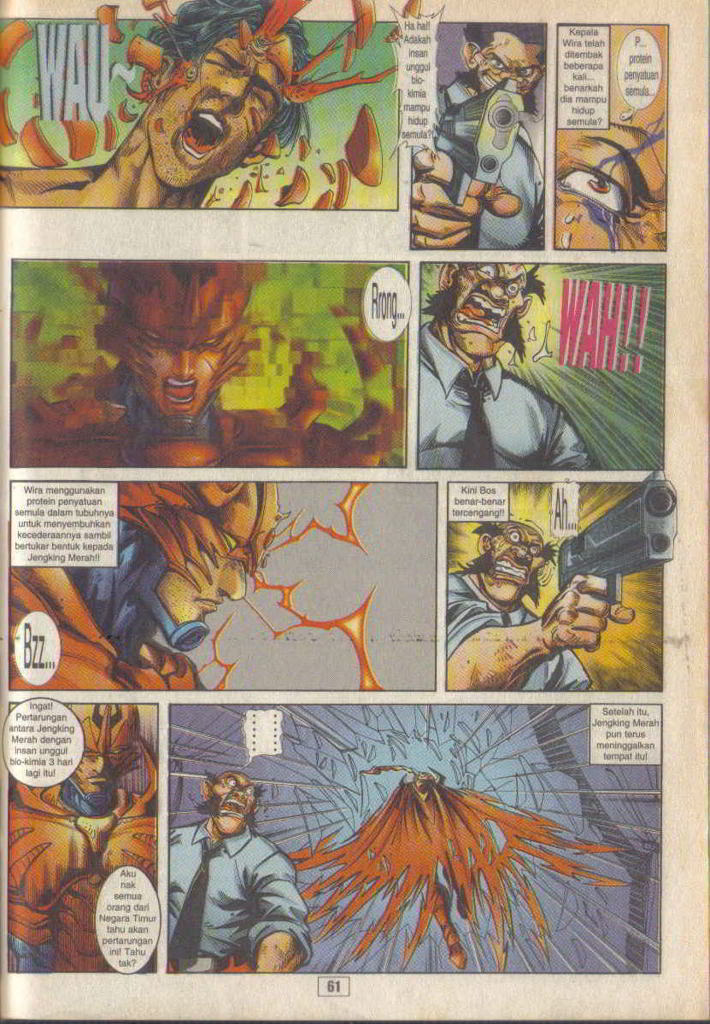 WAU~
Ha ha!!
Adakah
insan
unggul
bio-
kimia
mampu
hidup
semula?
Kepala
Wira telah
ditembak
beberapa
kali...
benarkah
dia mampu
hidup
semula?
P...
protein
penyatuan
semula...
Rrong...
WAH!!!
Wira menggunakan
protein penyatuan
semula dalam tubuhnya
untuk menyembuhkan
kecederaannya sambil
bertukar bentuk kepada
Jengking Merah!!
Bzz...
Kini Bos
benar-benar
tercengang!!
Ah...
Ingat!
Pertarungan
antara Jengking
Merah dengan
insan unggul
bio-kimia 3 hari
lagi itu!
Aku
nak
semua
orang dari
Negara Timur
tahu akan
pertarungan
ini! Tahu
tak?
Setelah itu,
Jengking Merah
pun terus
meninggalkan
tempat itu!
61